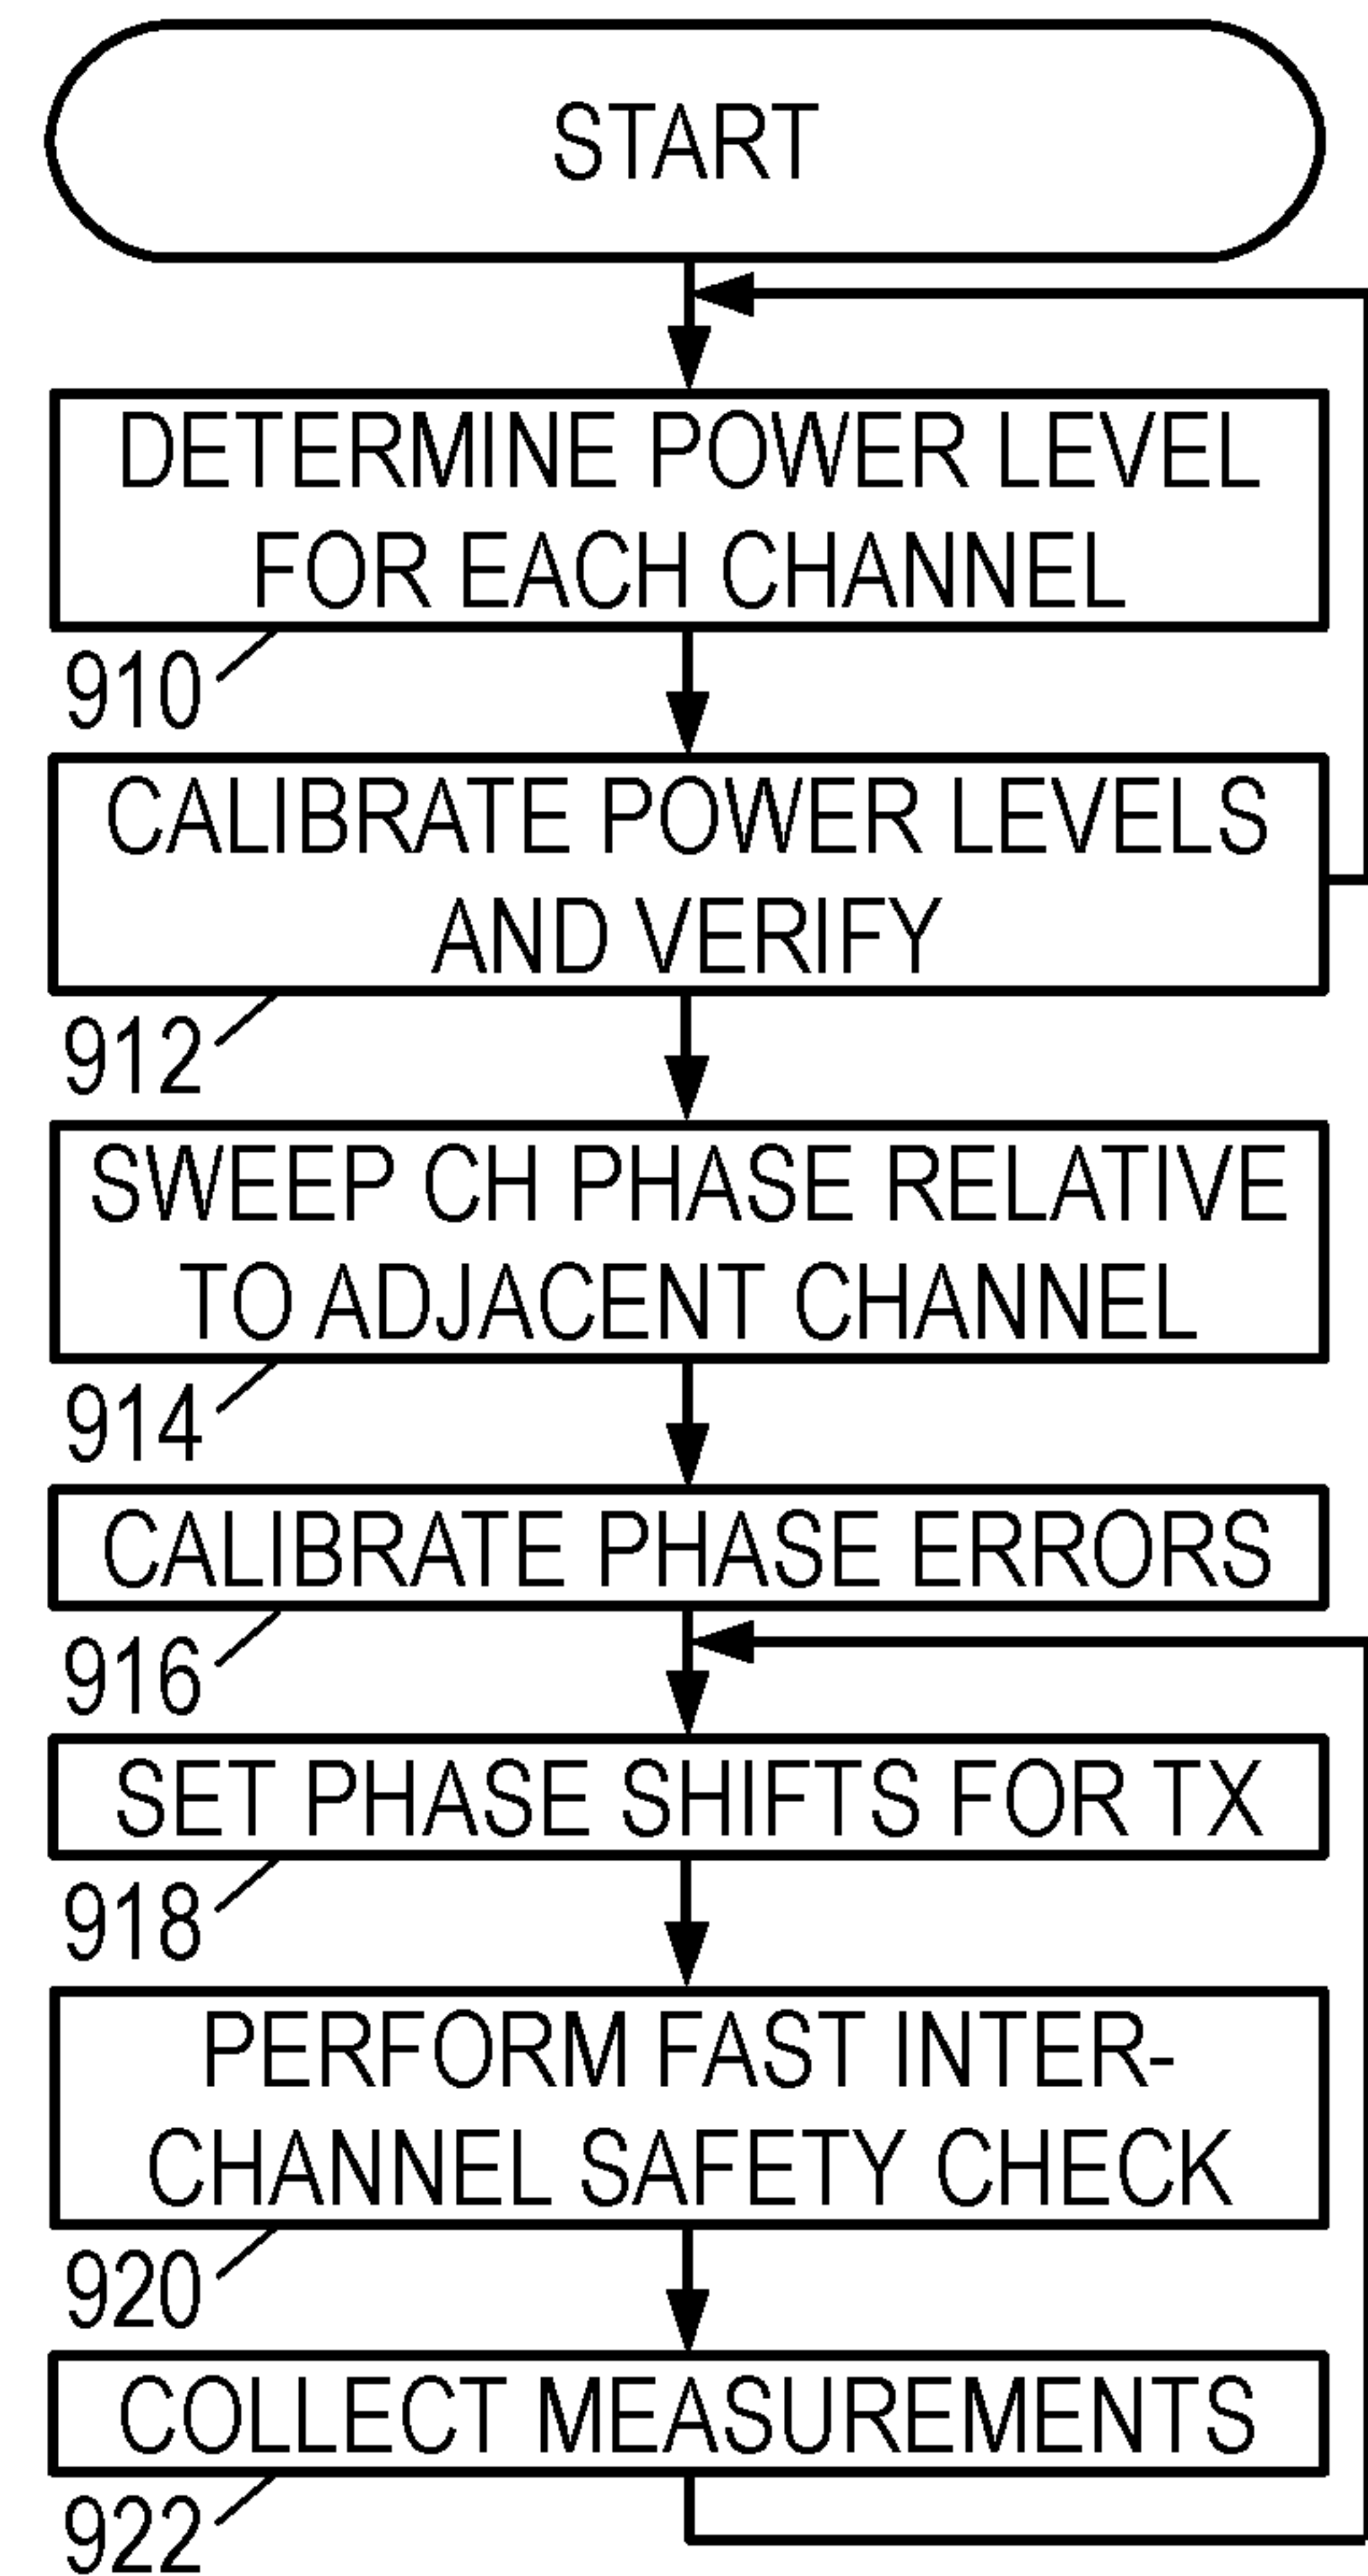 START
DETERMINE POWER LEVEL
FOR EACH CHANNEL
910
CALIBRATE POWER LEVELS
AND VERIFY
912
SWEEP CH PHASE RELATIVE
TO ADJACENT CHANNEL
914
CALIBRATE PHASE ERRORS
916
SET PHASE SHIFTS FOR TX
918
PERFORM FAST INTER-
CHANNEL SAFETY CHECK
920
COLLECT MEASUREMENTS
922